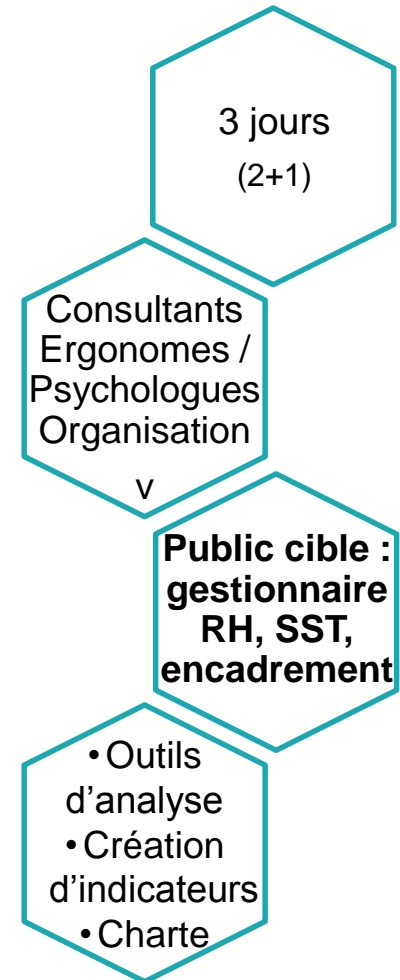 3 jours
(2+1)
Consultants
Ergonomes /
Psychologues
Organisation
v
Public cible :
gestionnaire
RH, SST,
encadrement
•Outils
d’analyse
•Création
d’indicateurs
•Charte